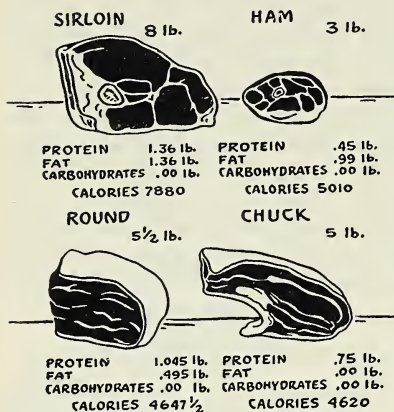 SIRLOIN 8 lb.
PROTEIN 1.36 lb.
FAT 1.36 lb.
CARBOHYDRATES .00 lb.
CALORIES 7880
HAM 3 lb.
PROTEIN .45 lb.
FAT .99 lb.
CARBOHYDRATES .00 lb.
CALORIES 5010
ROUND 5½ lb.
PROTEIN 1.045 lb.
FAT .495 lb.
CARBOHYDRATES .00 lb.
CALORIES 4647½
CHUCK 5 lb.
PROTEIN .75 lb.
FAT .00 lb.
CARBOHYDRATES .00 lb.
CALORIES 4620